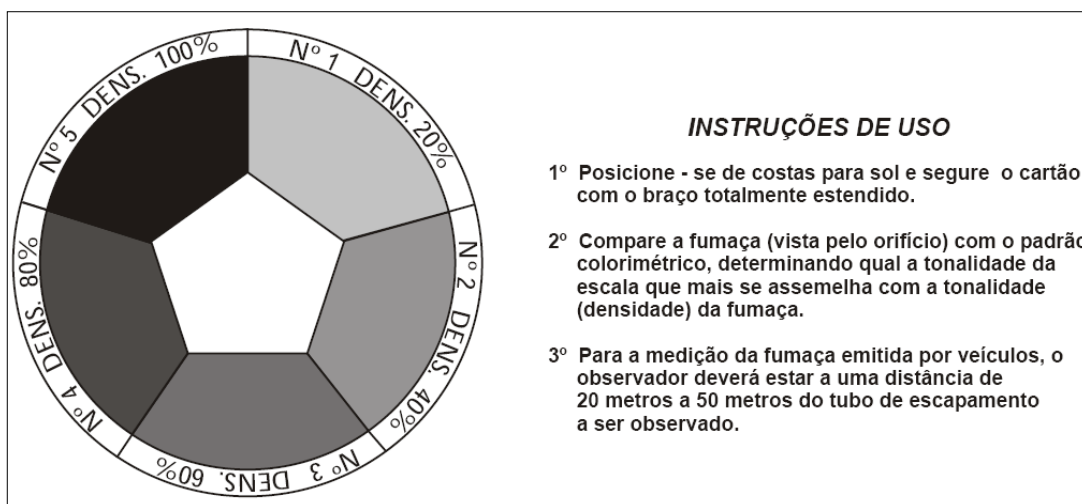 Nº 1 DENS. 20%
Nº 2 DENS. 40%
Nº 3 DENS. 60%
Nº 4 DENS. 80%
Nº 5 DENS. 100%
INSTRUÇÕES DE USO
1º Posicione - se de costas para sol e segure o cartão
com o braço totalmente estendido.
2º Compare a fumaça (vista pelo orifício) com o padrão
colorimétrico, determinando qual a tonalidade da
escala que mais se assemelha com a tonalidade
(densidade) da fumaça.
3º Para a medição da fumaça emitida por veículos, o
observador deverá estar a uma distância de
20 metros a 50 metros do tubo de escapamento
a ser observado.